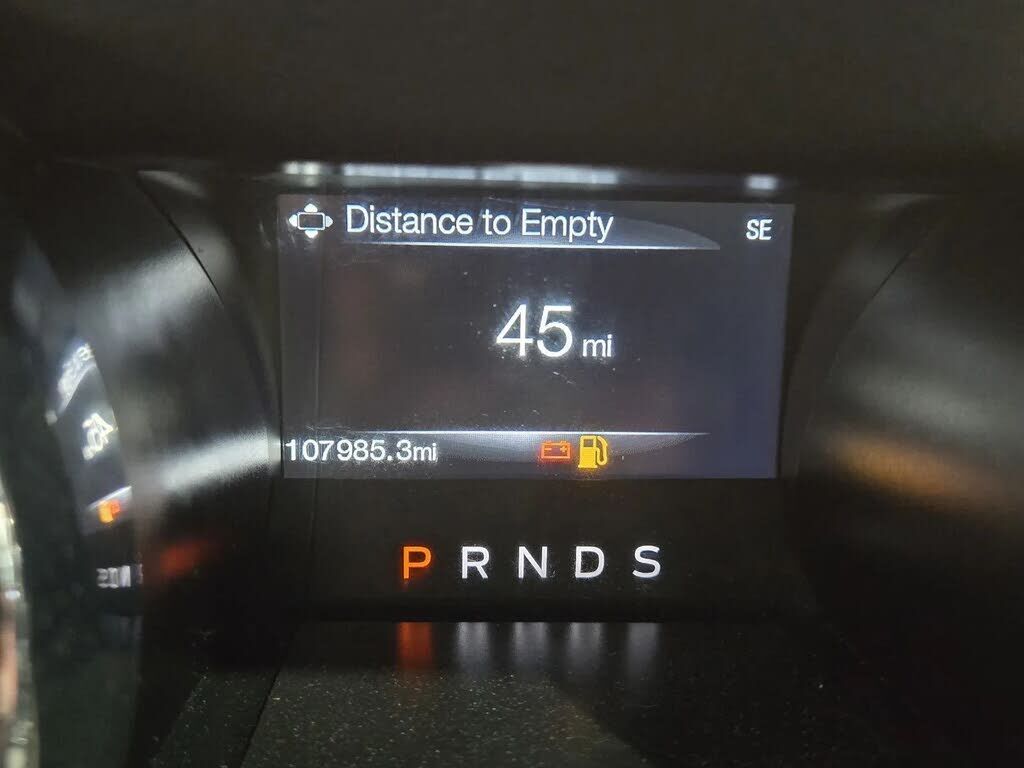 Distance to Empty SE
45 mi
107985.3mi
P R N D S